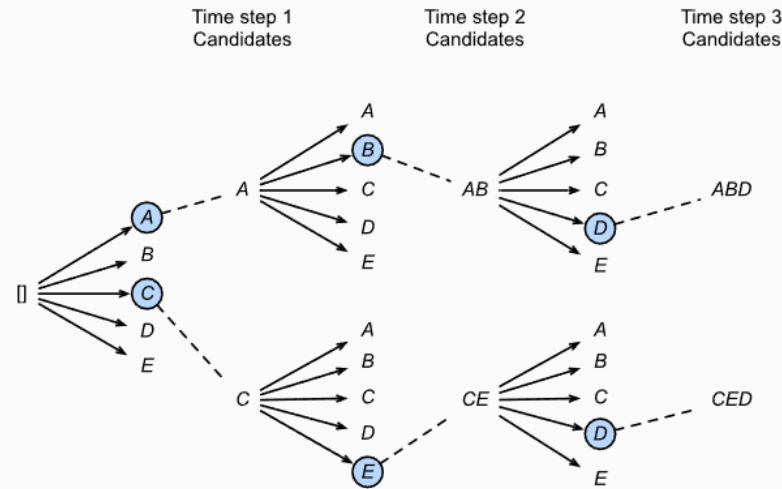 Time step 1
Candidates
Time step 2
Candidates
Time step 3
Candidates
[]
A
B
C
D
E
A
A
B
C
D
E
C
A
B
C
D
E
AB
A
B
C
D
E
CE
A
B
C
D
E
ABD
CED